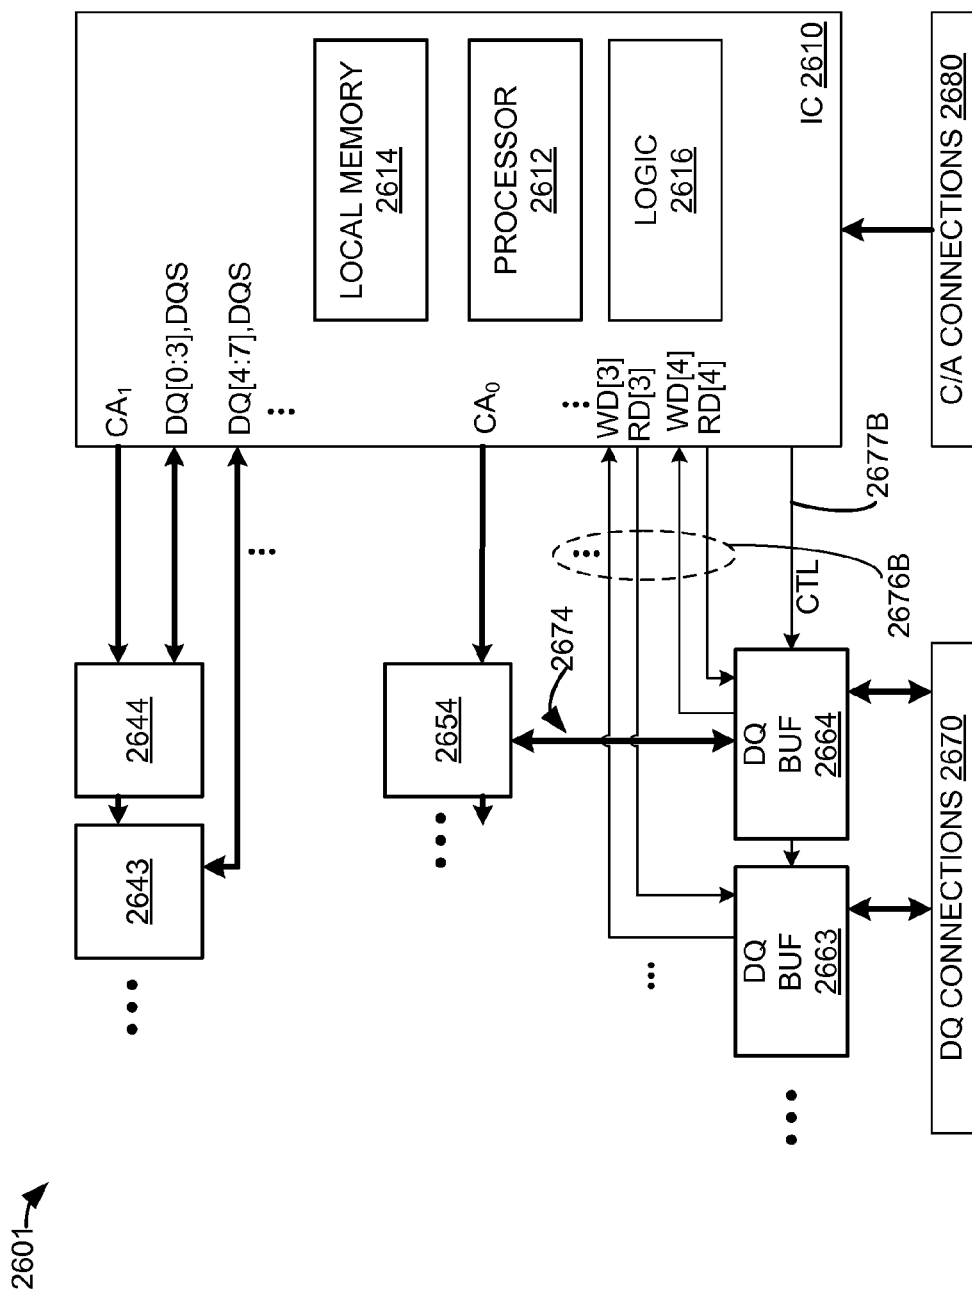 2601
CA1
DQ[0:3],DQS
DQ[4:7],DQS
...
LOCAL MEMORY
2614
PROCESSOR
2612
LOGIC
2616
IC 2610
CA0
...
WD[3]
RD[3]
WD[4]
RD[4]
2644
2643
...
...
2654
...
2674
...
2676B
2677B
CTL
DQ
BUF
2664
DQ
BUF
2663
...
...
DQ CONNECTIONS 2670
C/A CONNECTIONS 2680